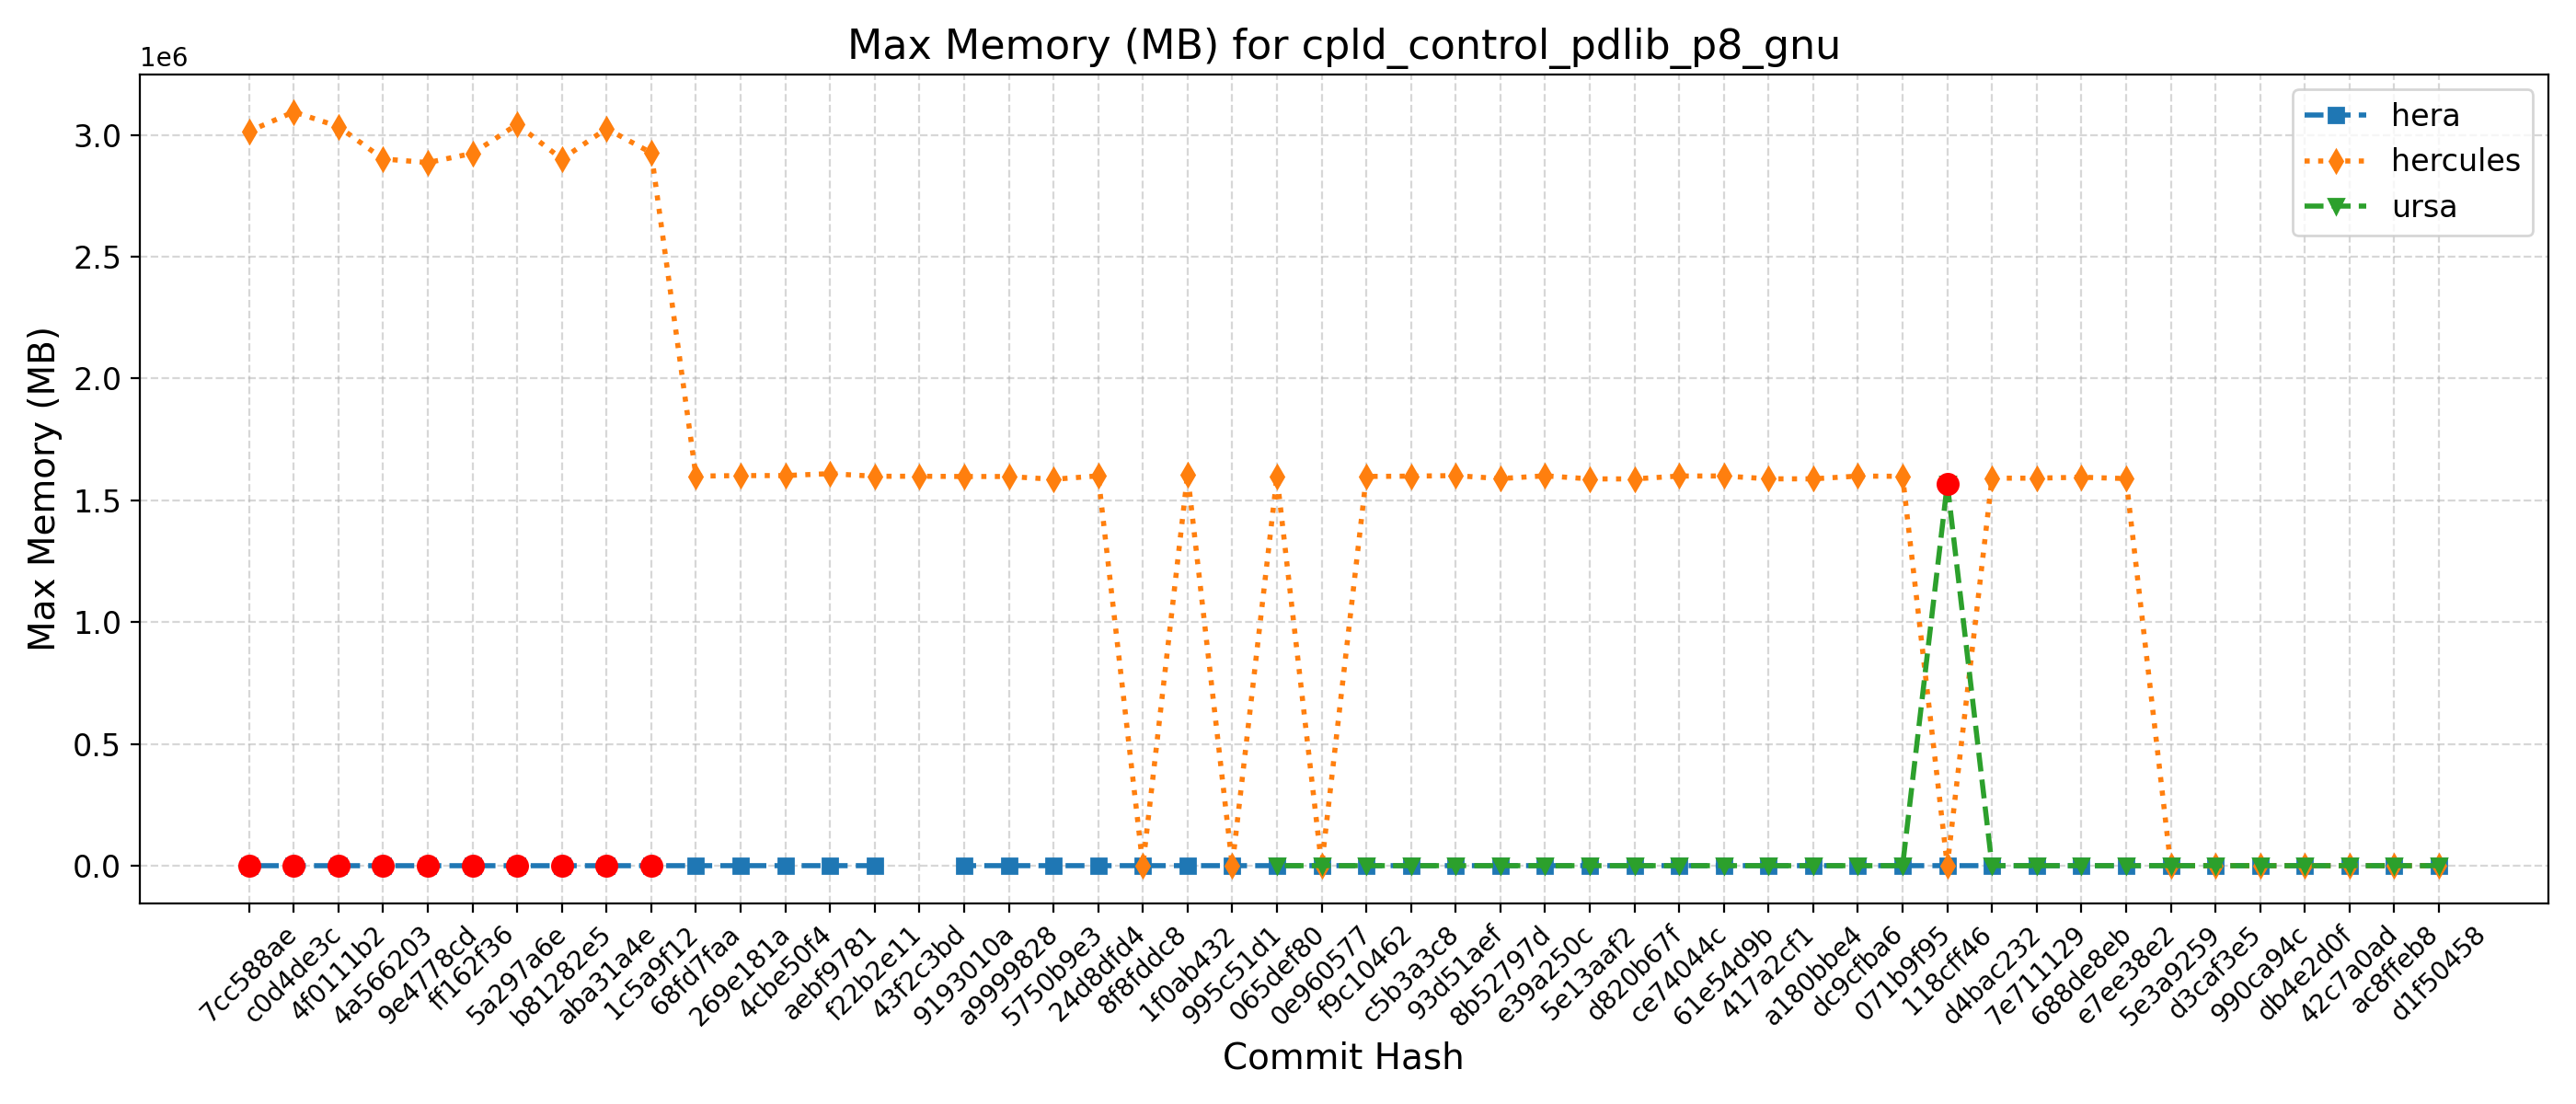 Max Memory (MB) for cpld_control_pdlib_p8_gnu
1e6
3.0
2.5
2.0
1.5
1.0
0.5
0.0
Max Memory (MB)
hera
hercules
ursa
7cc588ae
c0d4de3c
4f0111b2
4a566203
9e4778cd
ff162f36
5a297a6e
b81282e5
aba31a4e
1c5a9f12
68fd7faa
269e181a
4cbe50f4
aebf9781
f22b2e11
43f2c3bd
9193010a
a9999828
5750b9e3
24d8dfd4
8f8fddc8
1f0ab432
995c51d1
065def80
0e960577
f9c10462
c5b3a3c8
93d51aef
8b52797d
e39a250c
5e13aaf2
d820b67f
ce74044c
61e54d9b
417a2cf1
a180bbe4
dc9cfba6
071b9f95
118cff46
d4bac232
7e711129
688de8eb
e7ee38e2
5e3a9259
d3caf3e5
990ca94c
db4e2d0f
42c7a0ad
ac8ffeb8
d1f50458
Commit Hash